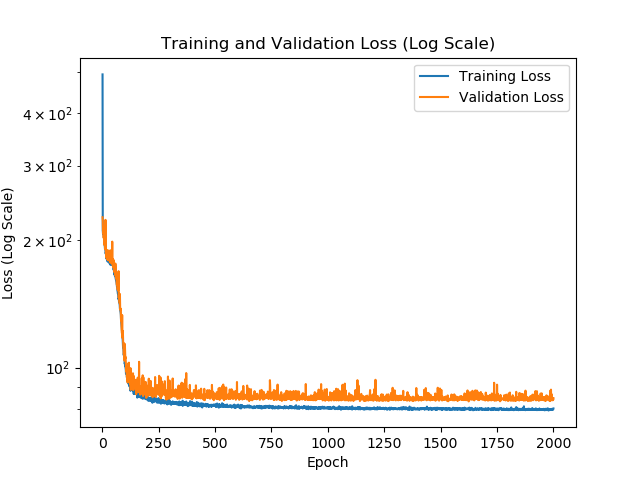 Training and Validation Loss (Log Scale)
Training Loss
Validation Loss
Loss (Log Scale)
4 × 10²
3 × 10²
2 × 10²
10²
0 250 500 750 1000 1250 1500 1750 2000
Epoch